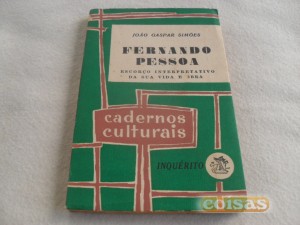 JOÃO GASPAR SIMÕES
FERNANDO
PESSOA
ESCORÇO INTERPRETATIVO
DA SUA VIDA E OBRA
cadernos
culturais
INQUÉRITO
coisas